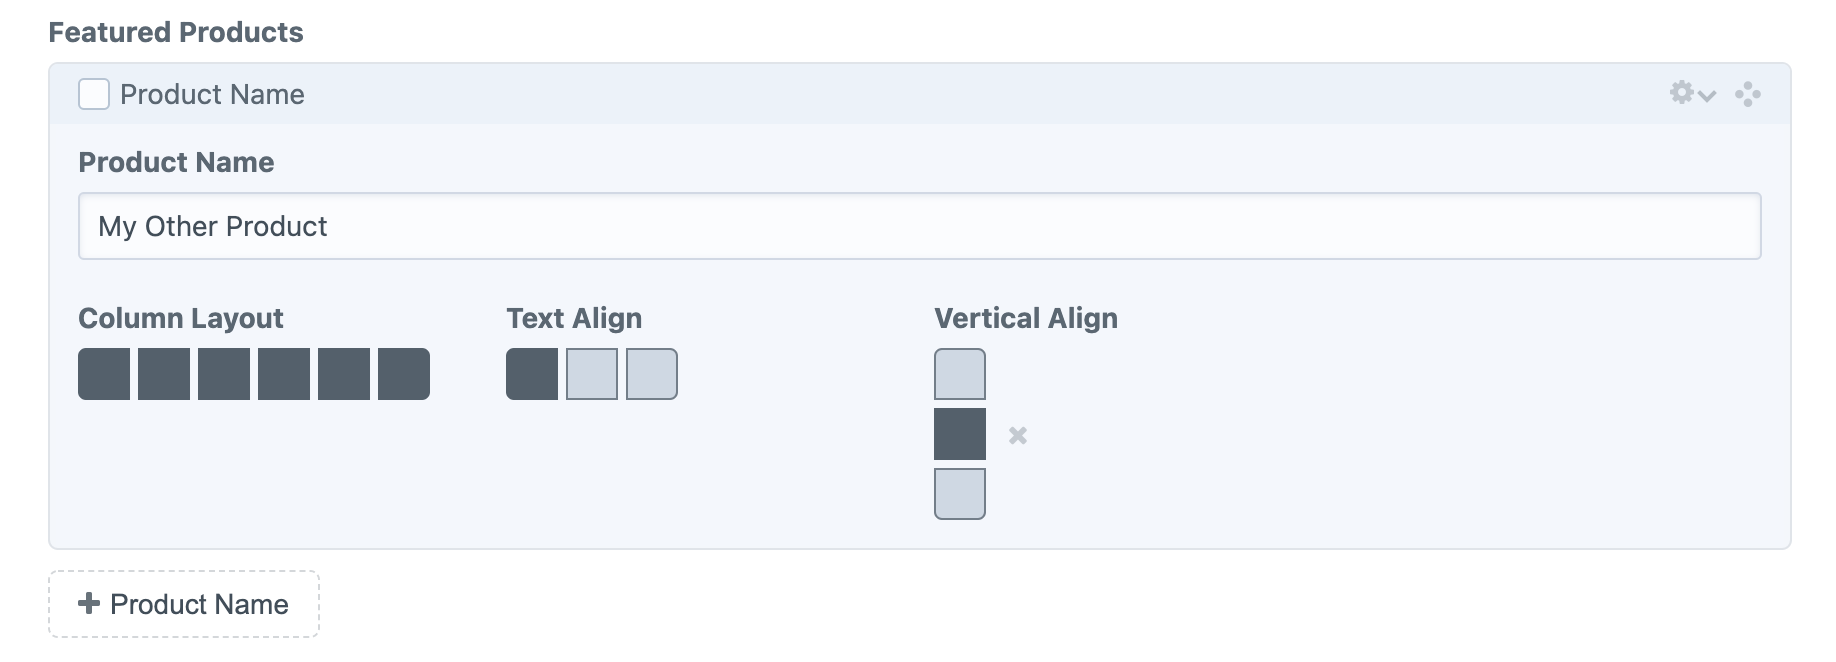 Featured Products
Product Name
Product Name
My Other Product
Column Layout
Text Align
Vertical Align
Product Name